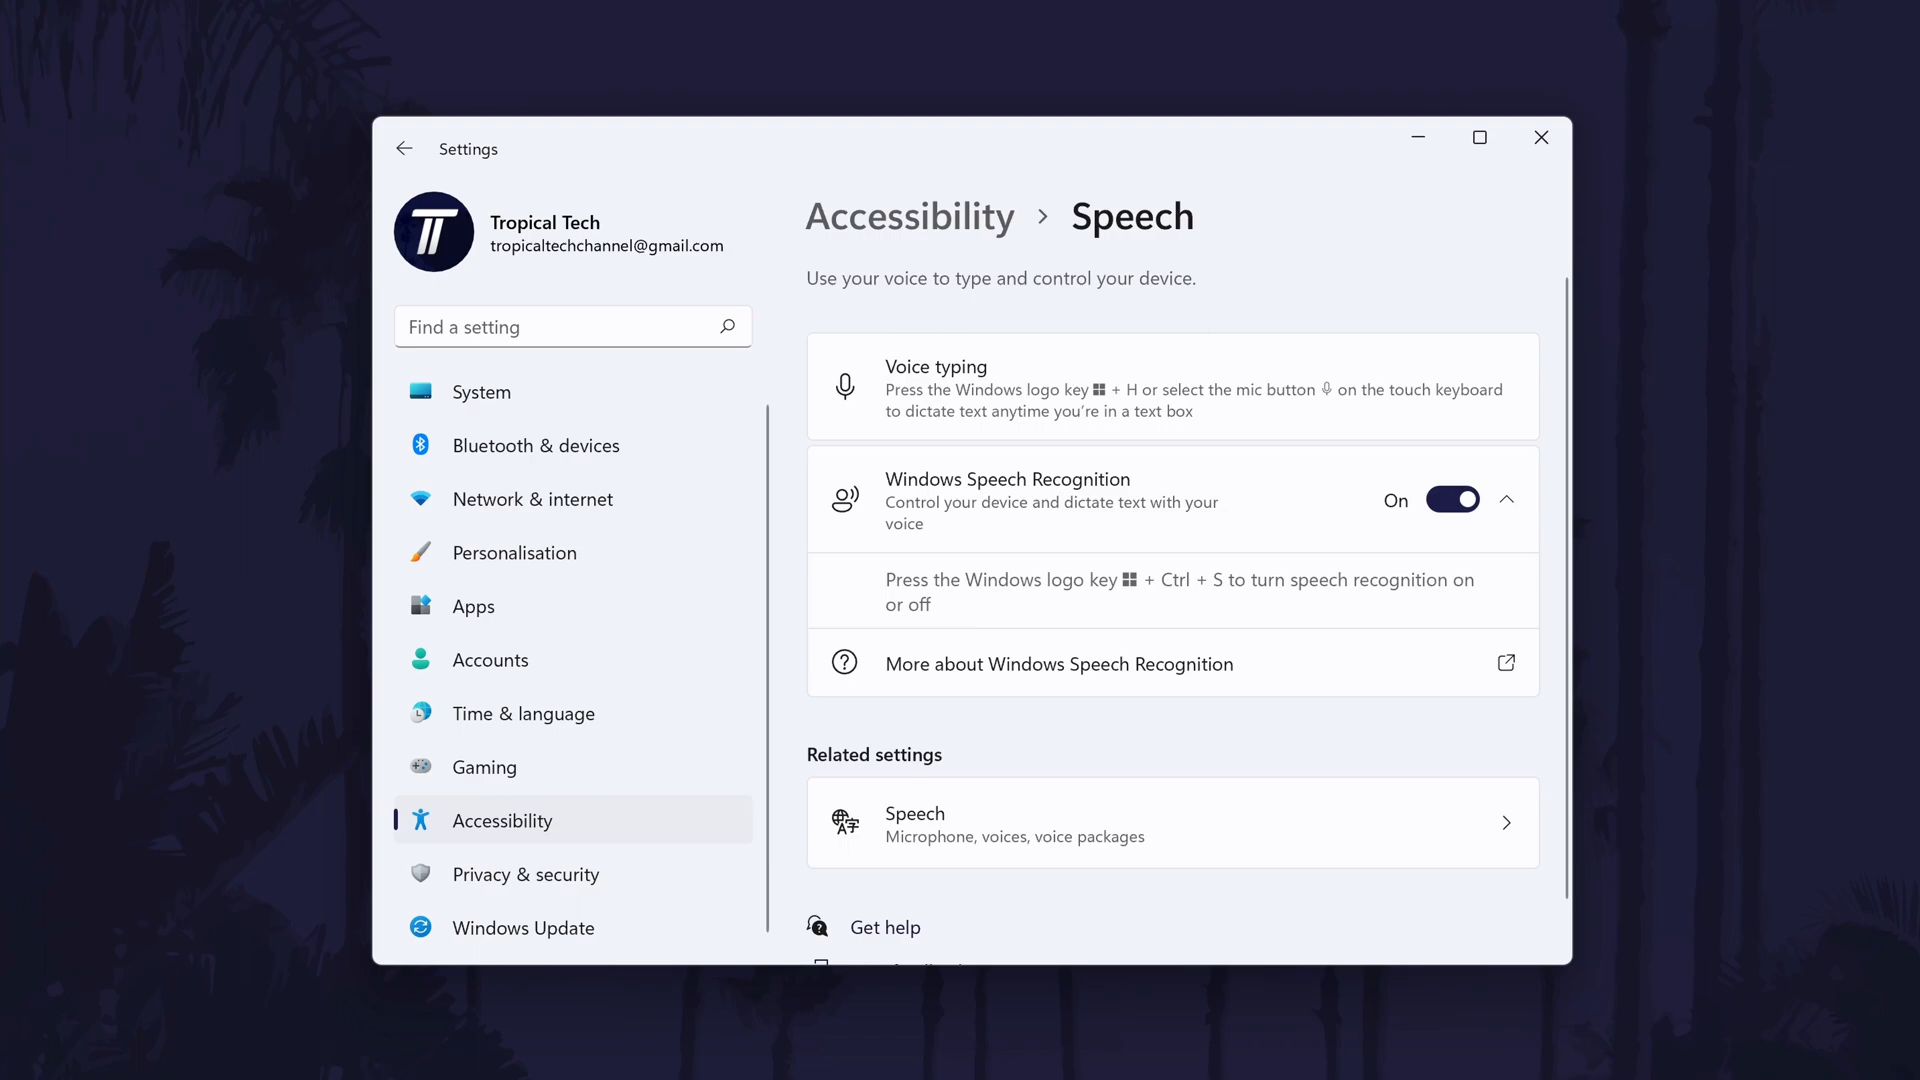 Settings
Tropical Tech
tropicaltechchannel@gmail.com
Find a setting
System
Bluetooth & devices
Network & internet
Personalisation
Apps
Accounts
Time & language
Gaming
Accessibility
Privacy & security
Windows Update
Accessibility > Speech
Use your voice to type and control your device.
Voice typing
Press the Windows logo key + H or select the mic button on the touch keyboard
to dictate text anytime you're in a text box
Windows Speech Recognition
Control your device and dictate text with your
voice
On
Press the Windows logo key + Ctrl + S to turn speech recognition on
or off
More about Windows Speech Recognition
Related settings
Speech
Microphone, voices, voice packages
Get help